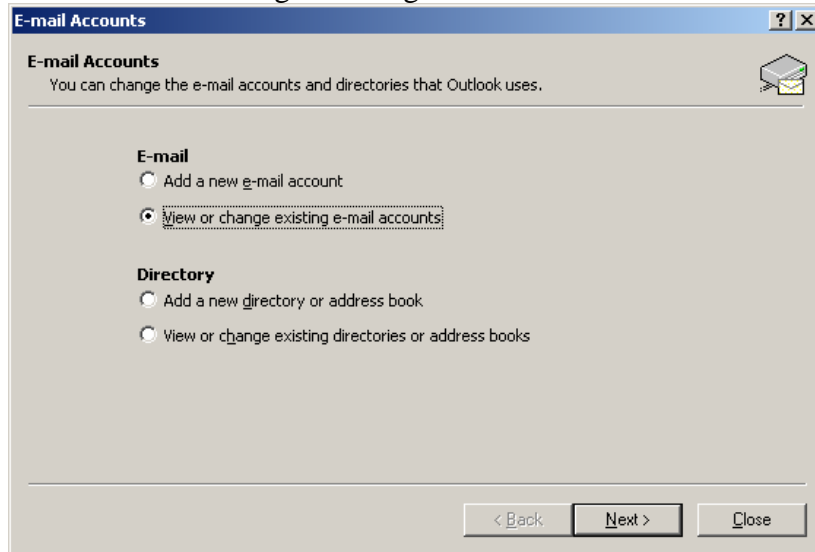 E-mail Accounts
E-mail Accounts
You can change the e-mail accounts and directories that Outlook uses.
E-mail
Add a new e-mail account
View or change existing e-mail accounts
Directory
Add a new directory or address book
View or change existing directories or address books
< Back Next > Close